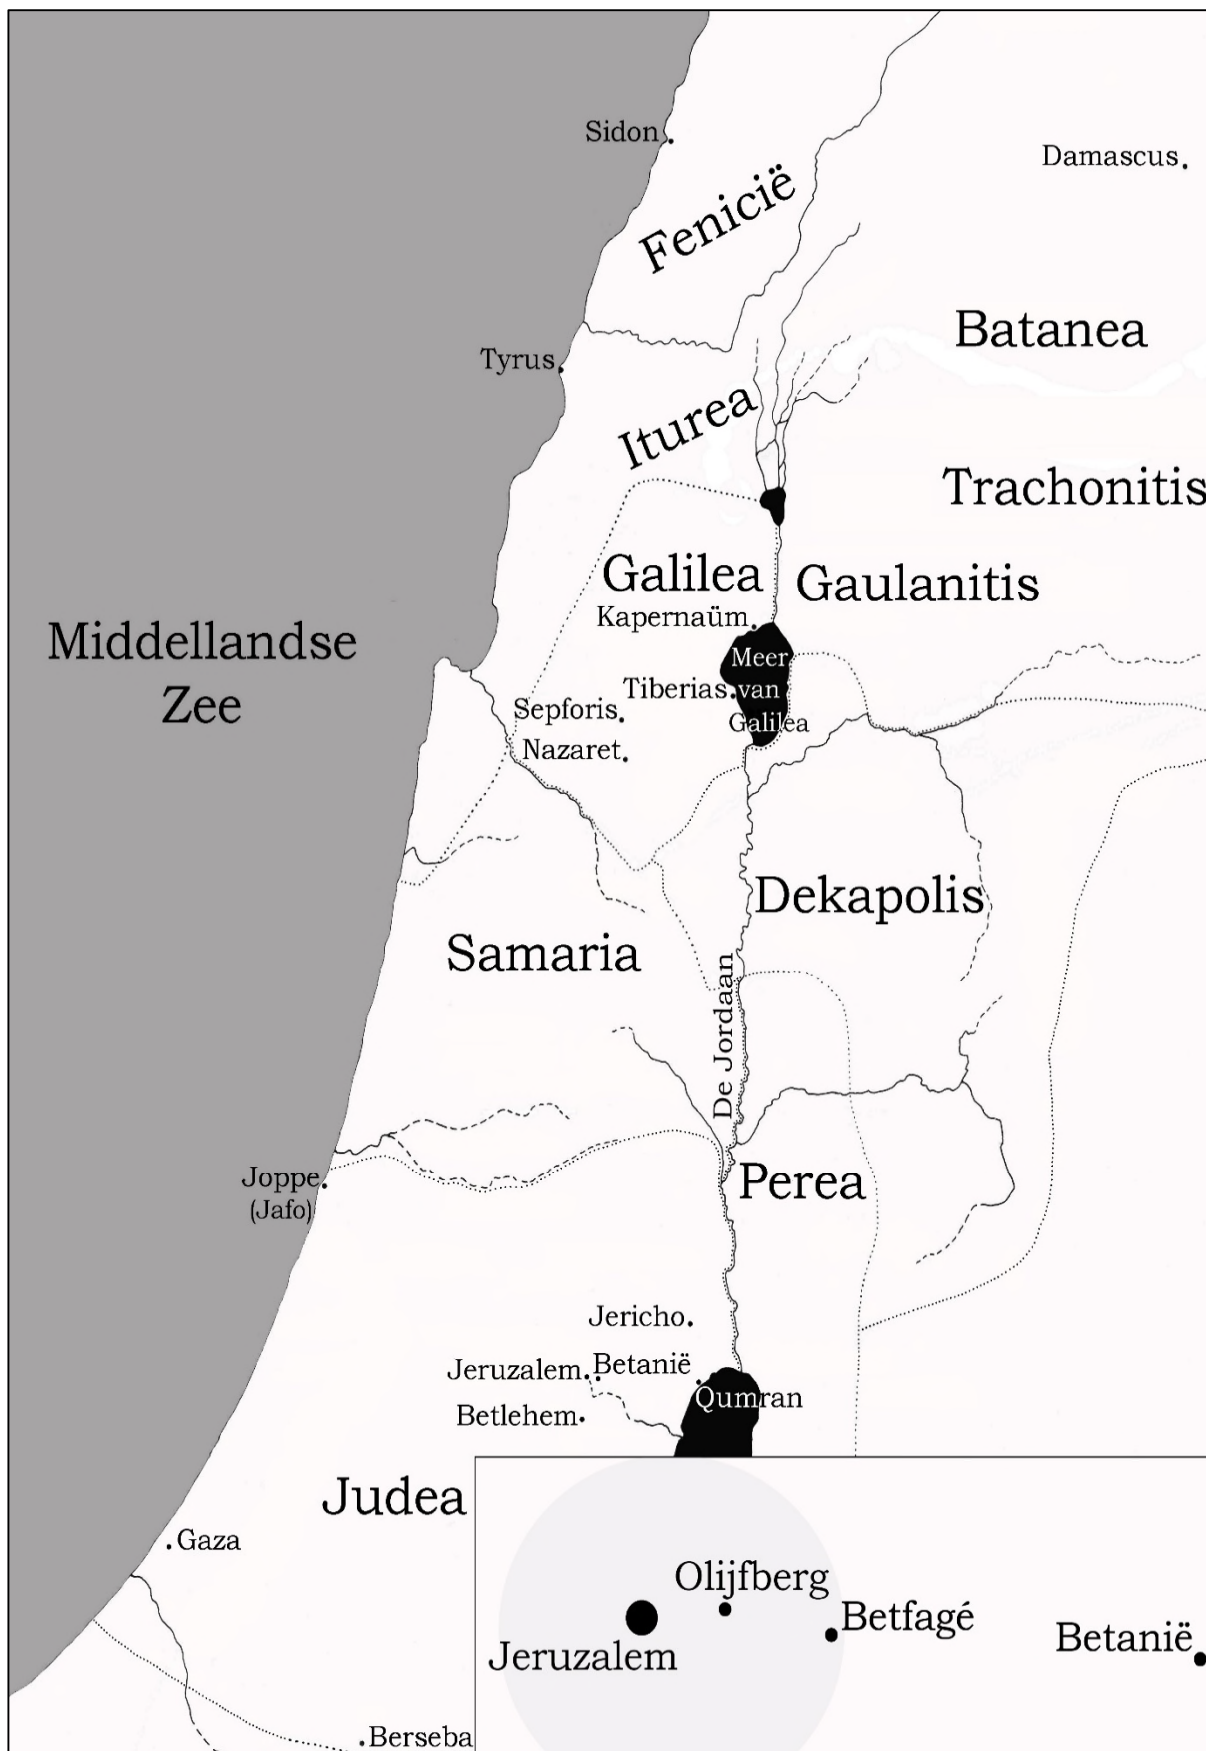 Sidon
Damascus
Fenicië
Batanea
Tyrus
Iturea
Trachonitis
Galilea
Gaulanitis
Kapernaüm
Middellandse
Zee
Meer
van
Galilea
Tiberias
Sepforis
Nazaret
Dekapolis
Samaria
De Jordaan
Joppe
(Jafo)
Perea
Jericho
Jeruzalem
Betanië
Qumran
Betlehem
Judea
Gaza
Berseba
Olijfberg
Betfagé
Jeruzalem
Betanië